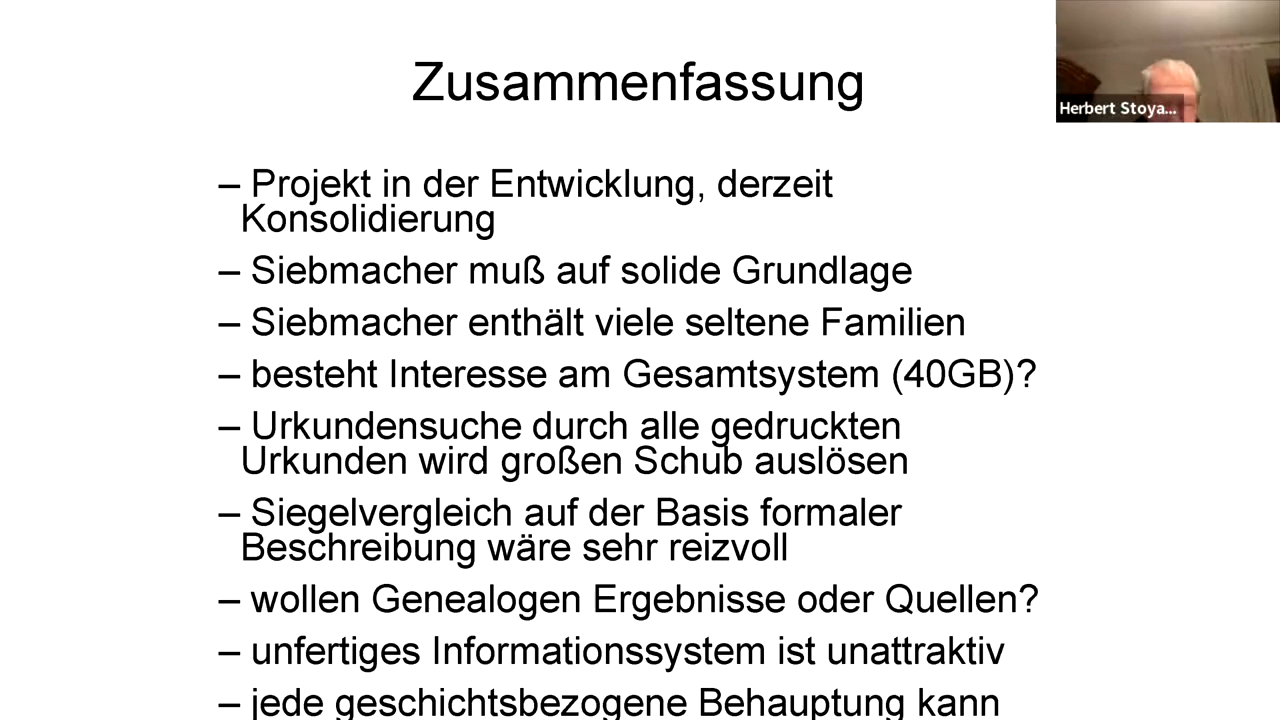 Zusammenfassung
Herbert Stoya...
– Projekt in der Entwicklung, derzeit
Konsolidierung
– Siebmacher muß auf solide Grundlage
– Siebmacher enthält viele seltene Familien
– besteht Interesse am Gesamtsystem (40GB)?
– Urkundensuche durch alle gedruckten
Urkunden wird großen Schub auslösen
– Siegelvergleich auf der Basis formaler
Beschreibung wäre sehr reizvoll
– wollen Genealogen Ergebnisse oder Quellen?
– unfertiges Informationssystem ist unattraktiv
– jede geschichtsbezogene Behauptung kann